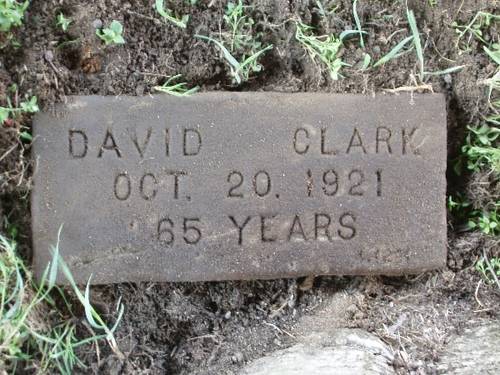 DAVID CLARK
OCT. 20. 1921
65 YEARS